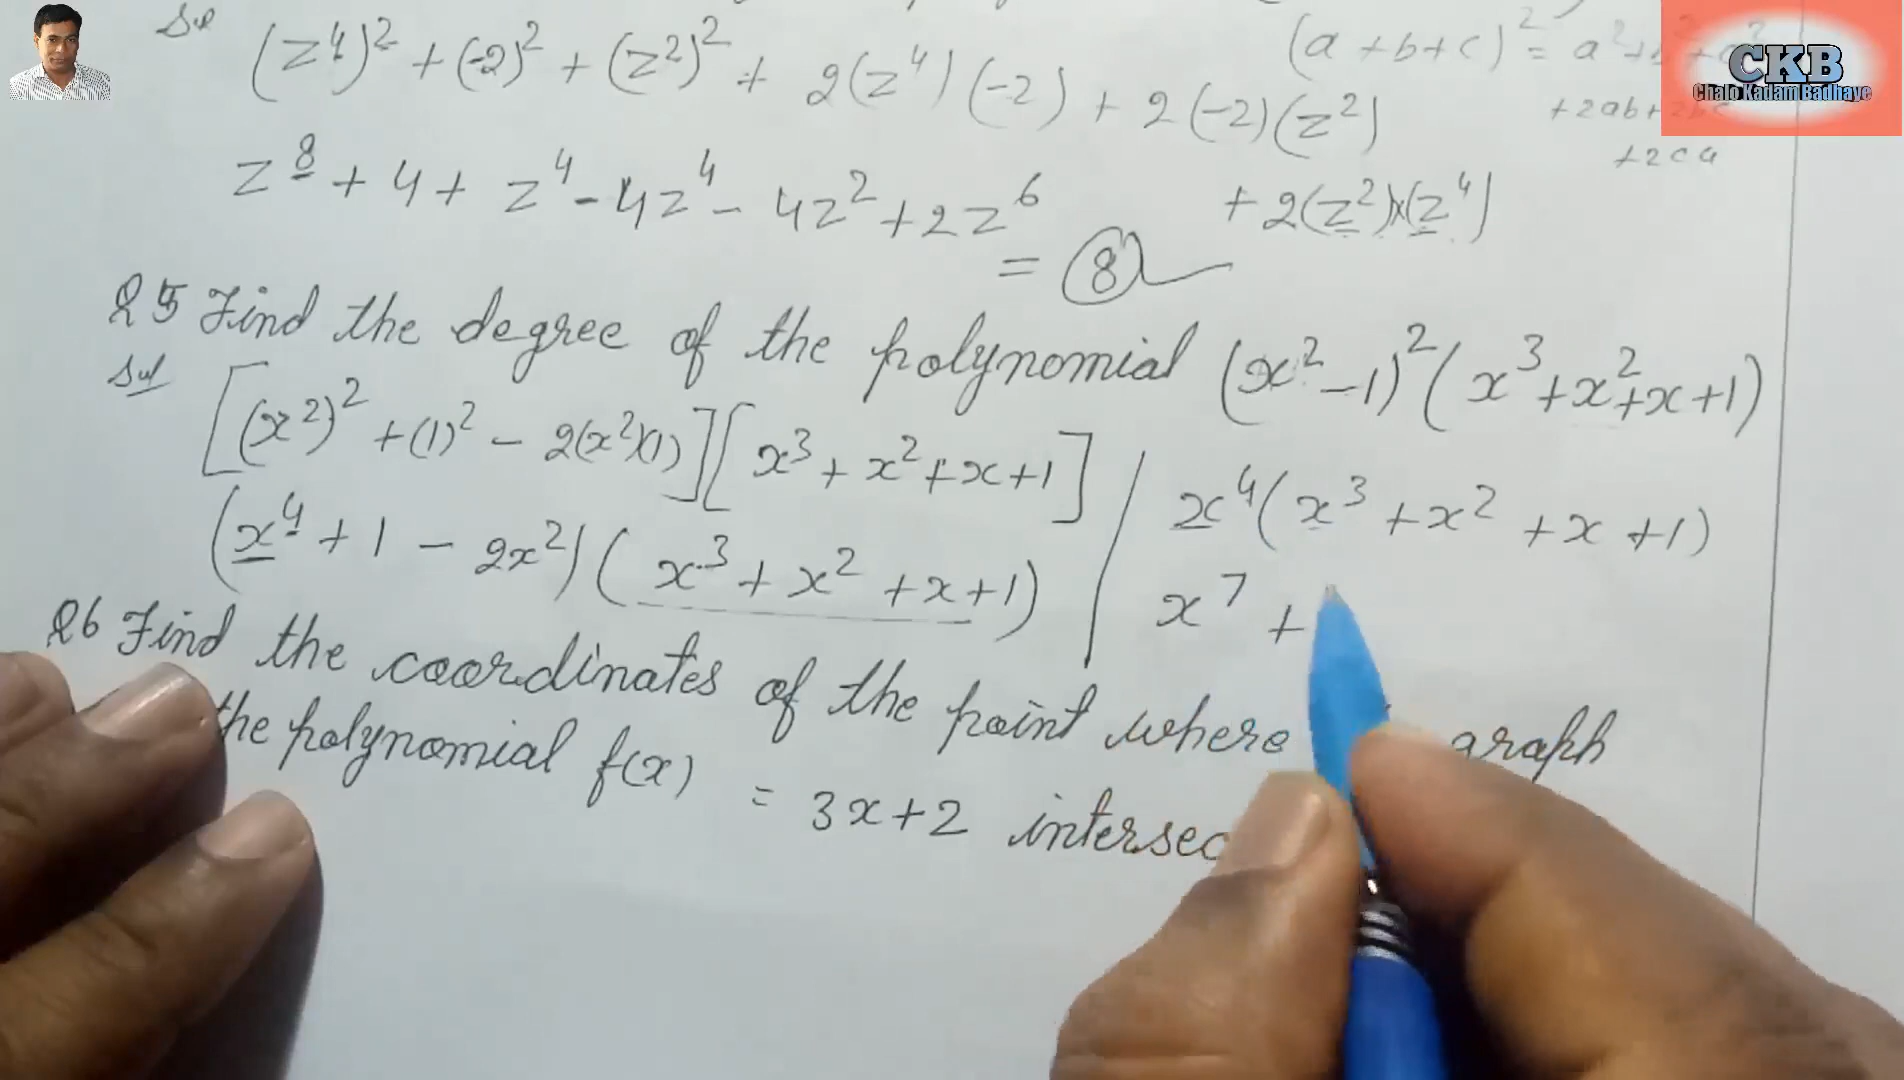 Sol (z⁴)² + (-2)² + (z²)² + 2(z⁴)(-2) + 2(-2)(z²)
(a+b+c)² = a²+b²+c²
+2ab+2bc
+2ca
CKB
Chalo Kadam Badhaye
z⁸ + 4 + z⁴ - 4z⁴ - 4z² + 2z⁶
+ 2(z²)×(z⁴)
= 8
Q5 Find the degree of the polynomial (x²-1)²(x³+x²+x+1)
Sol [(x²)² + (1)² - 2(x²)(1)][x³+x²+x+1]
(x⁴ + 1 - 2x²)(x³+x²+x+1)
x⁴(x³+x²+x+1)
x⁷ +
Q6 Find the coordinates of the point where graph
the polynomial f(x) = 3x+2 intersec